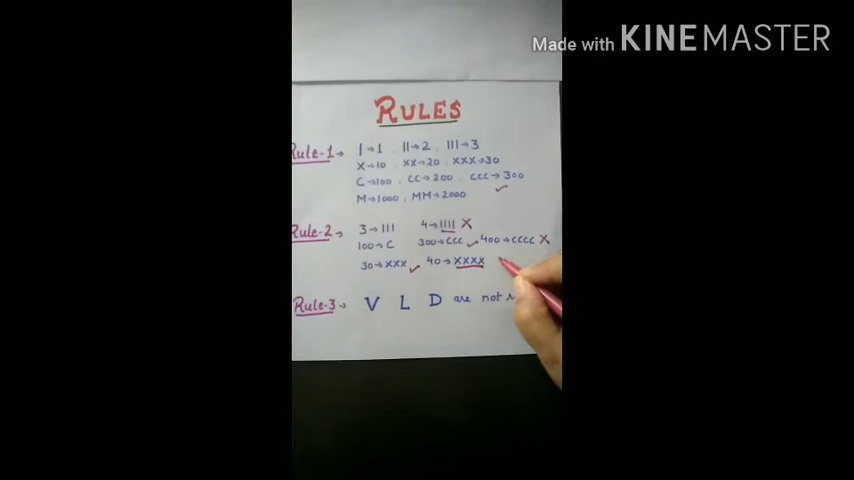 Made with KINEMASTER
RULES
Rule-1→ I→1 , II→2 , III→3
X→10 , XX→20 , XXX→30
C→100 , CC→200 , CCC→300 ✓
M→1000 , MM→2000
Rule-2→ 3→III 4→IIII X
100→C 300→CCC ✓ 400→CCCC X
30→XXX ✓ 40→XXXX
Rule-3→ V L D are not